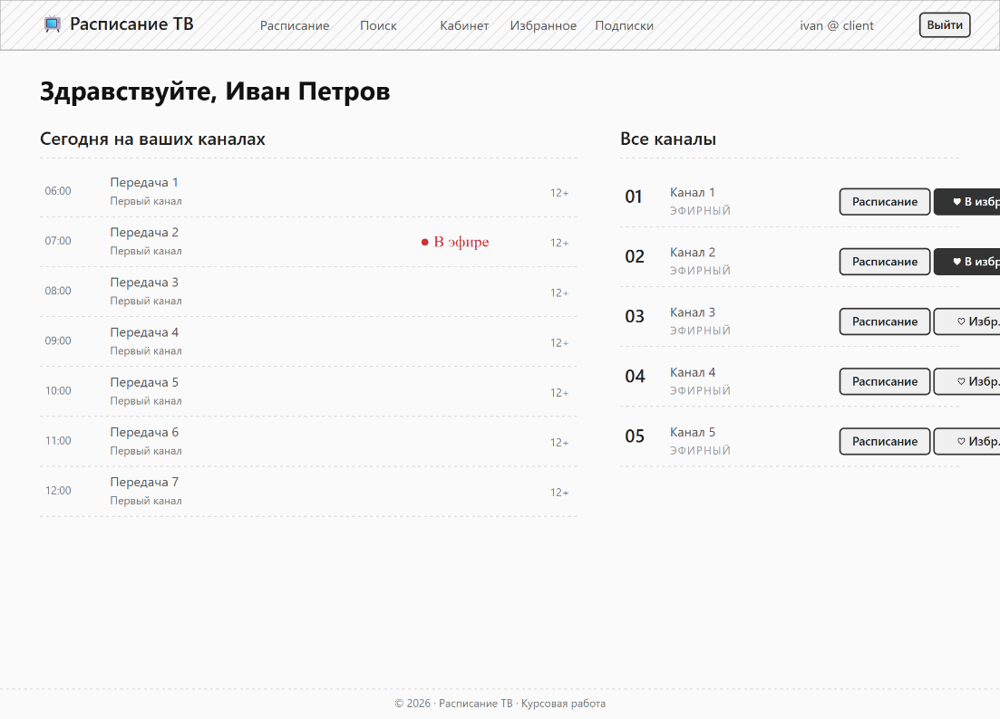 Расписание ТВ
Расписание Поиск Кабинет Избранное Подписки
ivan @ client
Выйти
Здравствуйте, Иван Петров
Сегодня на ваших каналах
06:00 Передача 1 12+
Первый канал
07:00 Передача 2 ● В эфире 12+
Первый канал
08:00 Передача 3 12+
Первый канал
09:00 Передача 4 12+
Первый канал
10:00 Передача 5 12+
Первый канал
11:00 Передача 6 12+
Первый канал
12:00 Передача 7 12+
Первый канал
Все каналы
01 Канал 1 Расписание ♥ В избр
ЭФИРНЫЙ
02 Канал 2 Расписание ♥ В избр
ЭФИРНЫЙ
03 Канал 3 Расписание ♡ Избр.
ЭФИРНЫЙ
04 Канал 4 Расписание ♡ Избр.
ЭФИРНЫЙ
05 Канал 5 Расписание ♡ Избр.
ЭФИРНЫЙ
© 2026 · Расписание ТВ · Курсовая работа